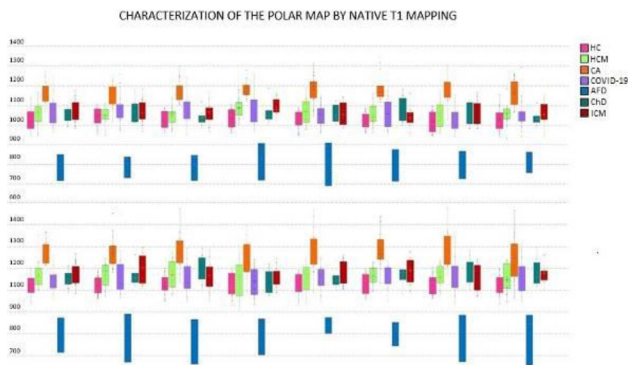 CHARACTERIZATION OF THE POLAR MAP BY NATIVE T1 MAPPING
HC
HCM
CA
COVID-19
AFD
ChD
ICM
1400
1300
1200
1100
1000
900
800
700
600
1400
1300
1200
1100
1000
900
800
700